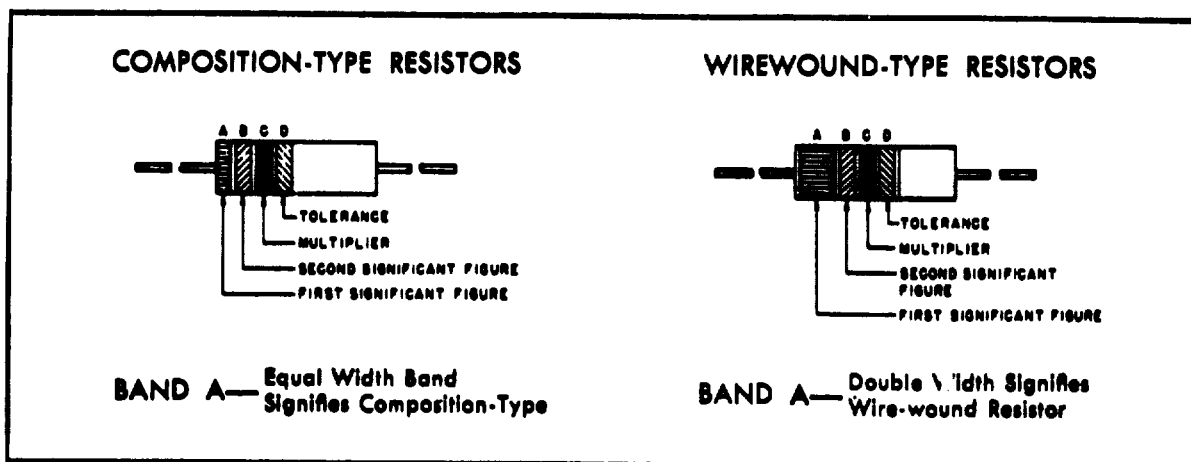 COMPOSITION-TYPE RESISTORS
A B C D
TOLERANCE
MULTIPLIER
SECOND SIGNIFICANT FIGURE
FIRST SIGNIFICANT FIGURE
BAND A— Equal Width Band
Signifies Composition-Type
WIREWOUND-TYPE RESISTORS
A B C D
TOLERANCE
MULTIPLIER
SECOND SIGNIFICANT
FIGURE
FIRST SIGNIFICANT FIGURE
BAND A— Double Width Signifies
Wire-wound Resistor